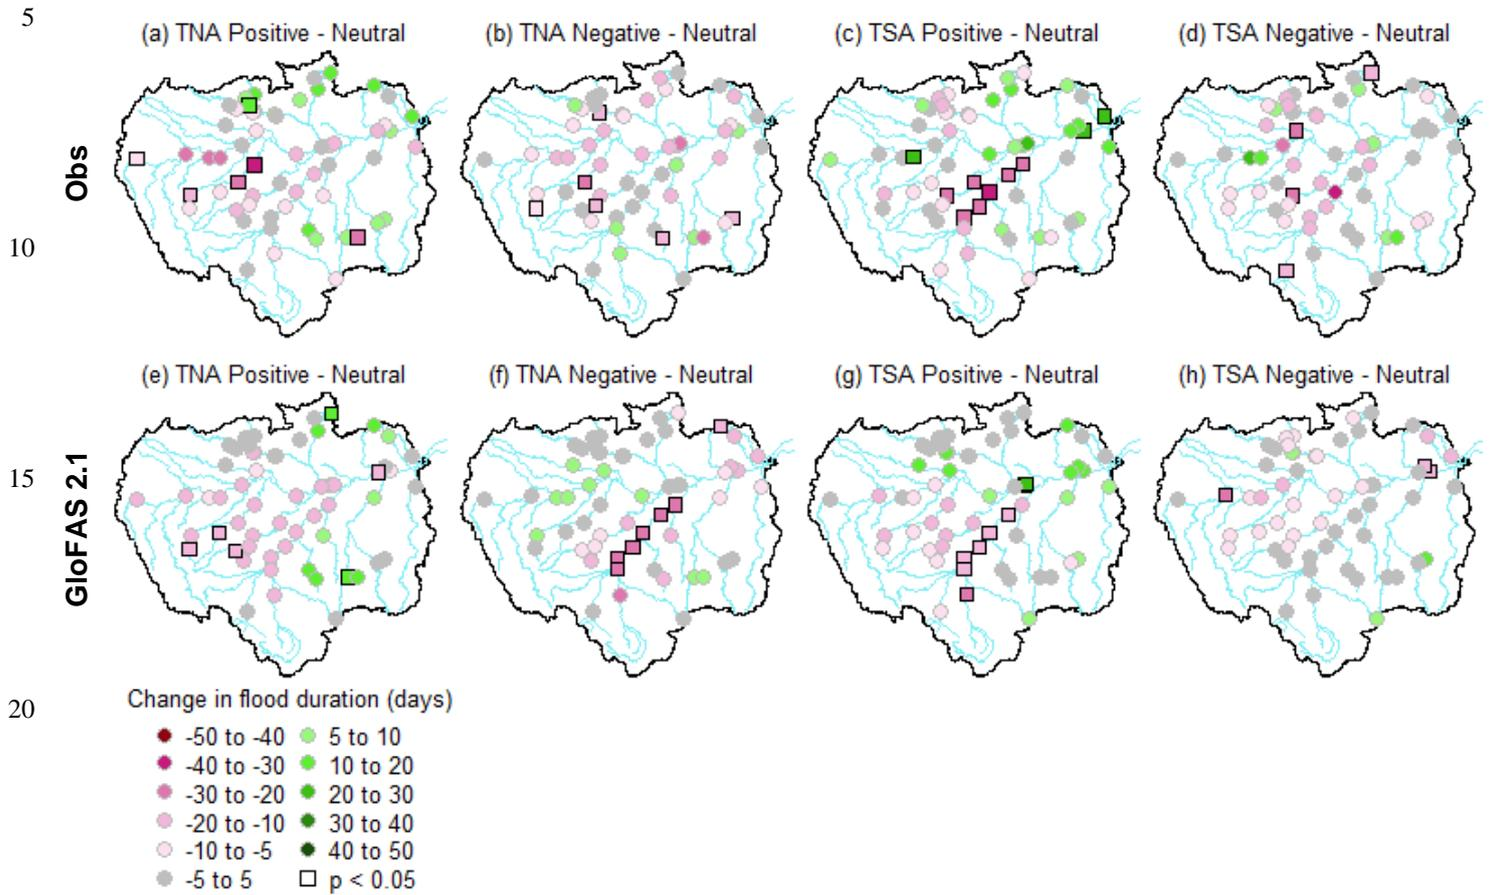 5
(a) TNA Positive - Neutral
(b) TNA Negative - Neutral
(c) TSA Positive - Neutral
(d) TSA Negative - Neutral
Obs
10
(e) TNA Positive - Neutral
(f) TNA Negative - Neutral
(g) TSA Positive - Neutral
(h) TSA Negative - Neutral
15
GloFAS 2.1
20
Change in flood duration (days)
-50 to -40
-40 to -30
-30 to -20
-20 to -10
-10 to -5
-5 to 5
5 to 10
10 to 20
20 to 30
30 to 40
40 to 50
p < 0.05